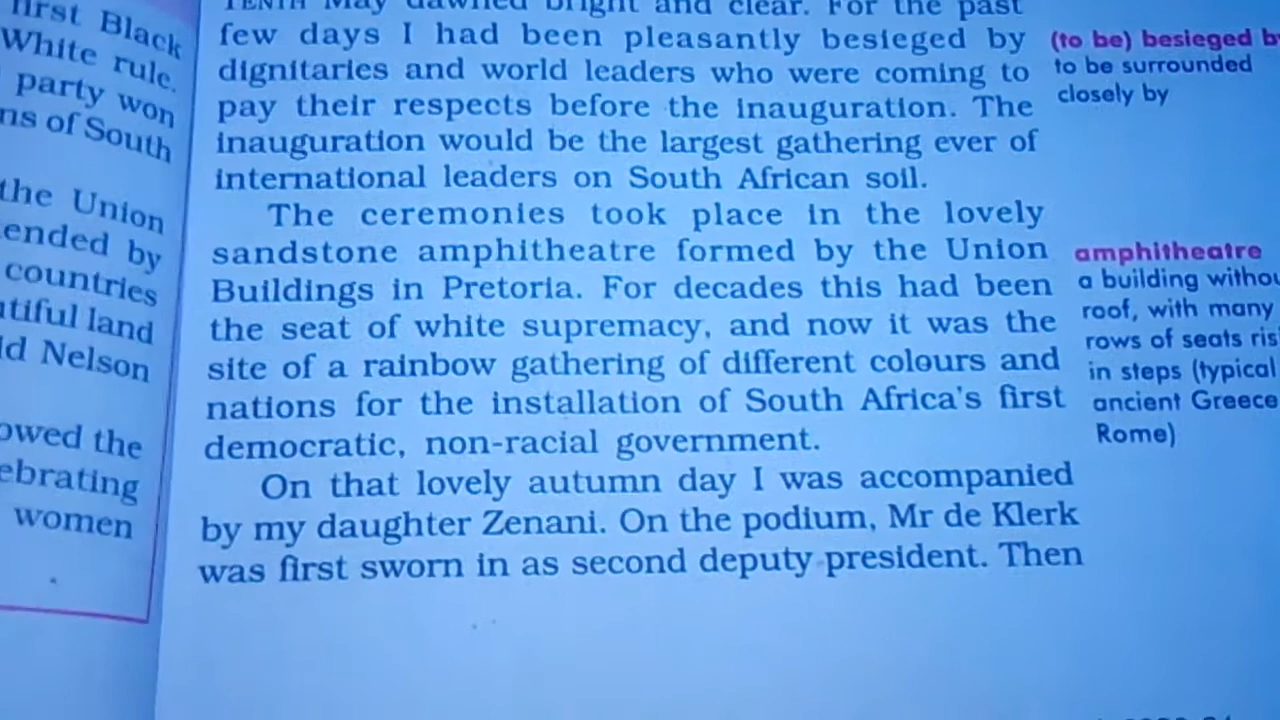 first Black
White rule.
party won
ns of South
the Union
ended by
countries
utiful land
ld Nelson
owed the
ebrating
women
TENTH May dawned bright and clear. For the past
few days I had been pleasantly besieged by
dignitaries and world leaders who were coming to
pay their respects before the inauguration. The
inauguration would be the largest gathering ever of
international leaders on South African soil.
The ceremonies took place in the lovely
sandstone amphitheatre formed by the Union
Buildings in Pretoria. For decades this had been
the seat of white supremacy, and now it was the
site of a rainbow gathering of different colours and
nations for the installation of South Africa's first
democratic, non-racial government.
On that lovely autumn day I was accompanied
by my daughter Zenani. On the podium, Mr de Klerk
was first sworn in as second deputy president. Then
(to be) besieged by
to be surrounded
closely by
amphitheatre
a building withou
roof, with many
rows of seats ris
in steps (typical
ancient Greece
Rome)